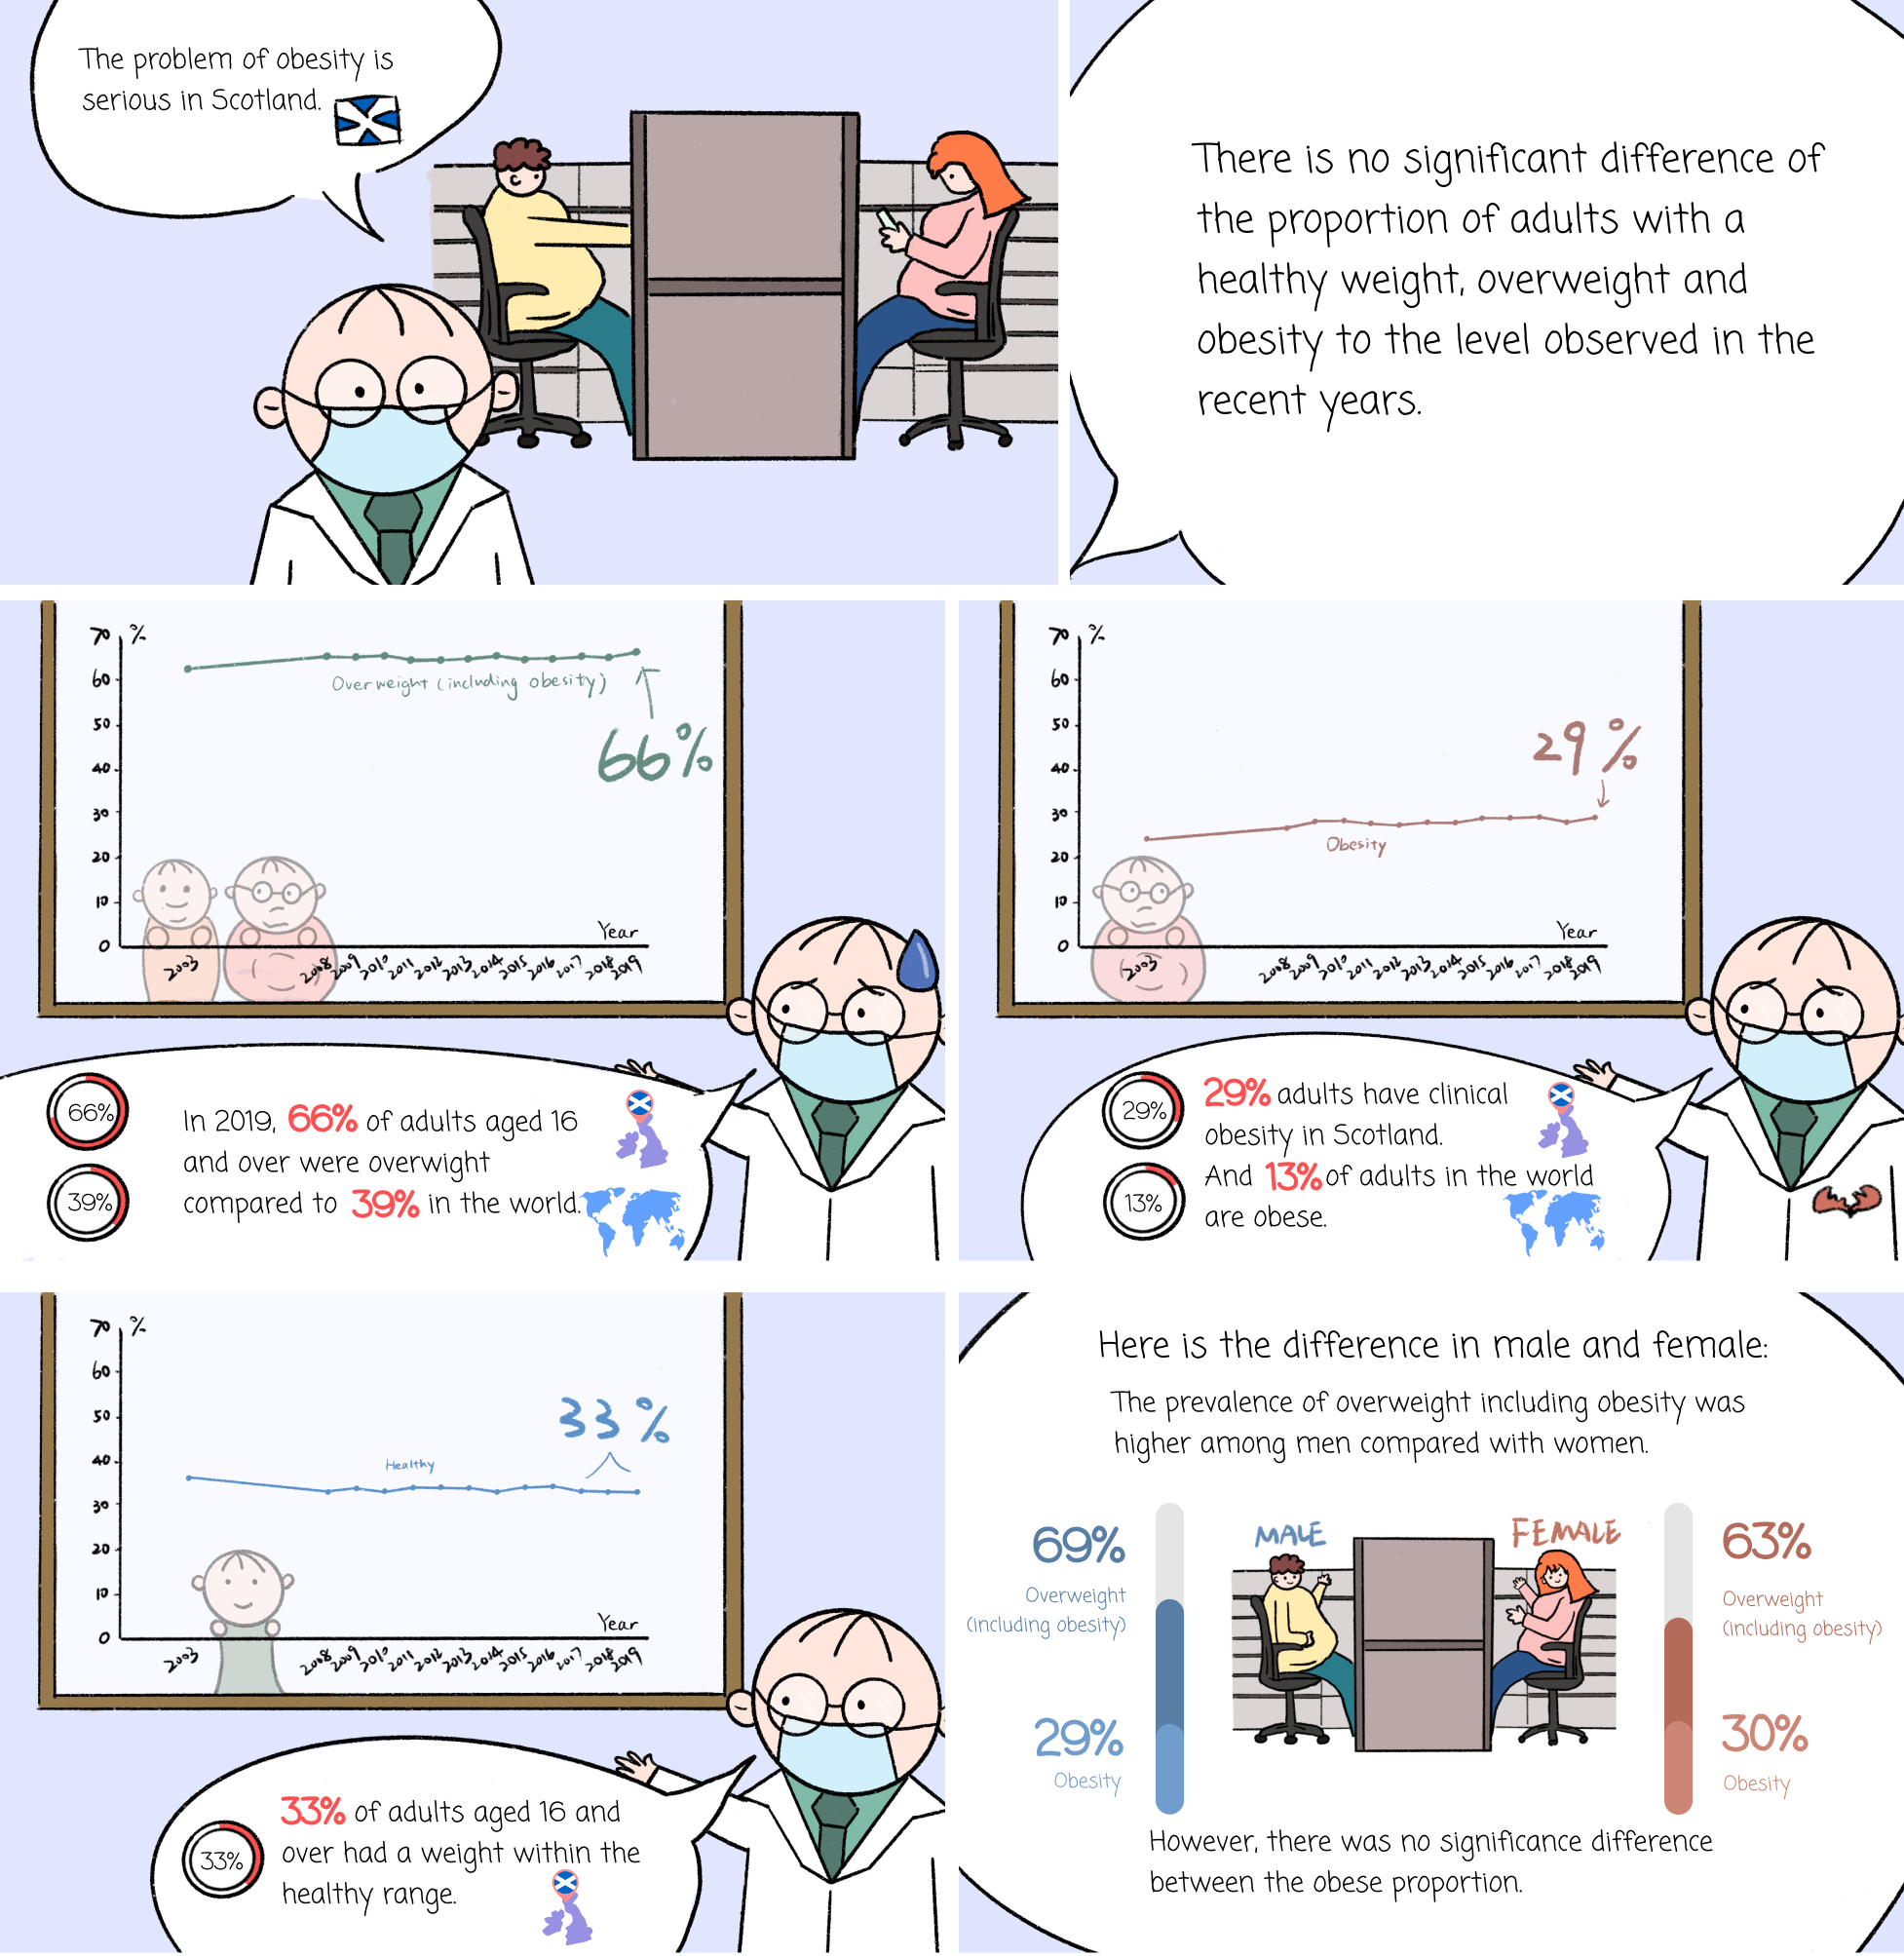 The problem of obesity is
serious in Scotland.
There is no significant difference of
the proportion of adults with a
healthy weight, overweight and
obesity to the level observed in the
recent years.
70 %
60
50
40
30
20
10
0
Overweight (including obesity)
66%
Year
2003 2008 2009 2010 2011 2012 2013 2014 2015 2016 2017 2018 2019
66%
39%
In 2019, 66% of adults aged 16
and over were overwight
compared to 39% in the world.
70 %
60
50
40
30
20
10
0
29%
Obesity
Year
2003 2008 2009 2010 2011 2012 2013 2014 2015 2016 2017 2018 2019
29%
13%
29% adults have clinical
obesity in Scotland.
And 13% of adults in the world
are obese.
70 %
60
50
40
30
20
10
0
33%
Healthy
Year
2003 2008 2009 2010 2011 2012 2013 2014 2015 2016 2017 2018 2019
33%
33% of adults aged 16 and
over had a weight within the
healthy range.
Here is the difference in male and female:
The prevalence of overweight including obesity was
higher among men compared with women.
69%
Overweight
(including obesity)
29%
Obesity
MALE
FEMALE
63%
Overweight
(including obesity)
30%
Obesity
However, there was no significance difference
between the obese proportion.